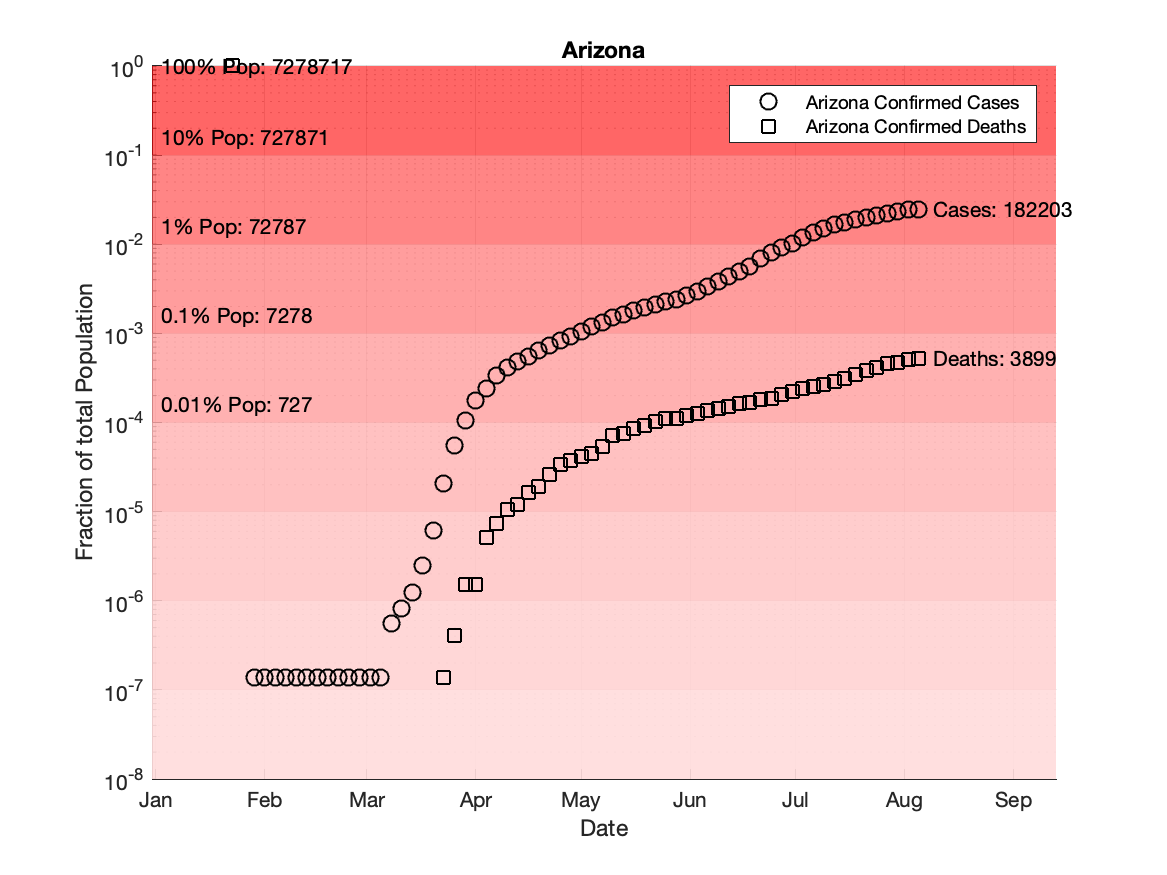 Arizona
10^0
100% Pop: 7278717
Arizona Confirmed Cases
Arizona Confirmed Deaths
10% Pop: 727871
10^-1
Cases: 182203
1% Pop: 72787
10^-2
0.1% Pop: 7278
10^-3
Deaths: 3899
0.01% Pop: 727
10^-4
10^-5
10^-6
10^-7
10^-8
Fraction of total Population
Jan Feb Mar Apr May Jun Jul Aug Sep
Date